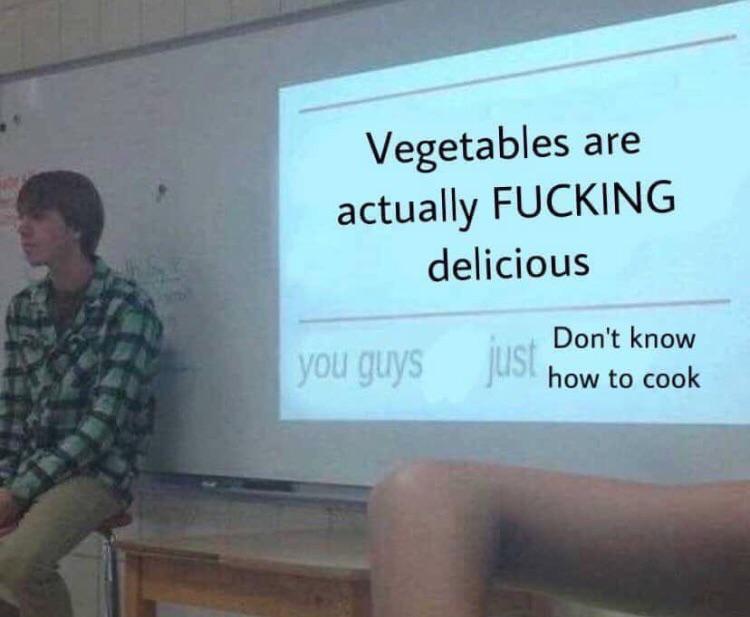 Vegetables are
actually FUCKING
delicious
you guys just Don't know
how to cook